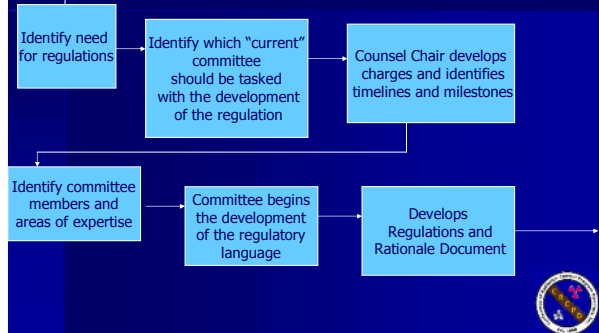 Identify need
for regulations
Identify which “current”
committee
should be tasked
with the development
of the regulation
Counsel Chair develops
charges and identifies
timelines and milestones
Identify committee
members and
areas of expertise
Committee begins
the development
of the regulatory
language
Develops
Regulations and
Rationale Document